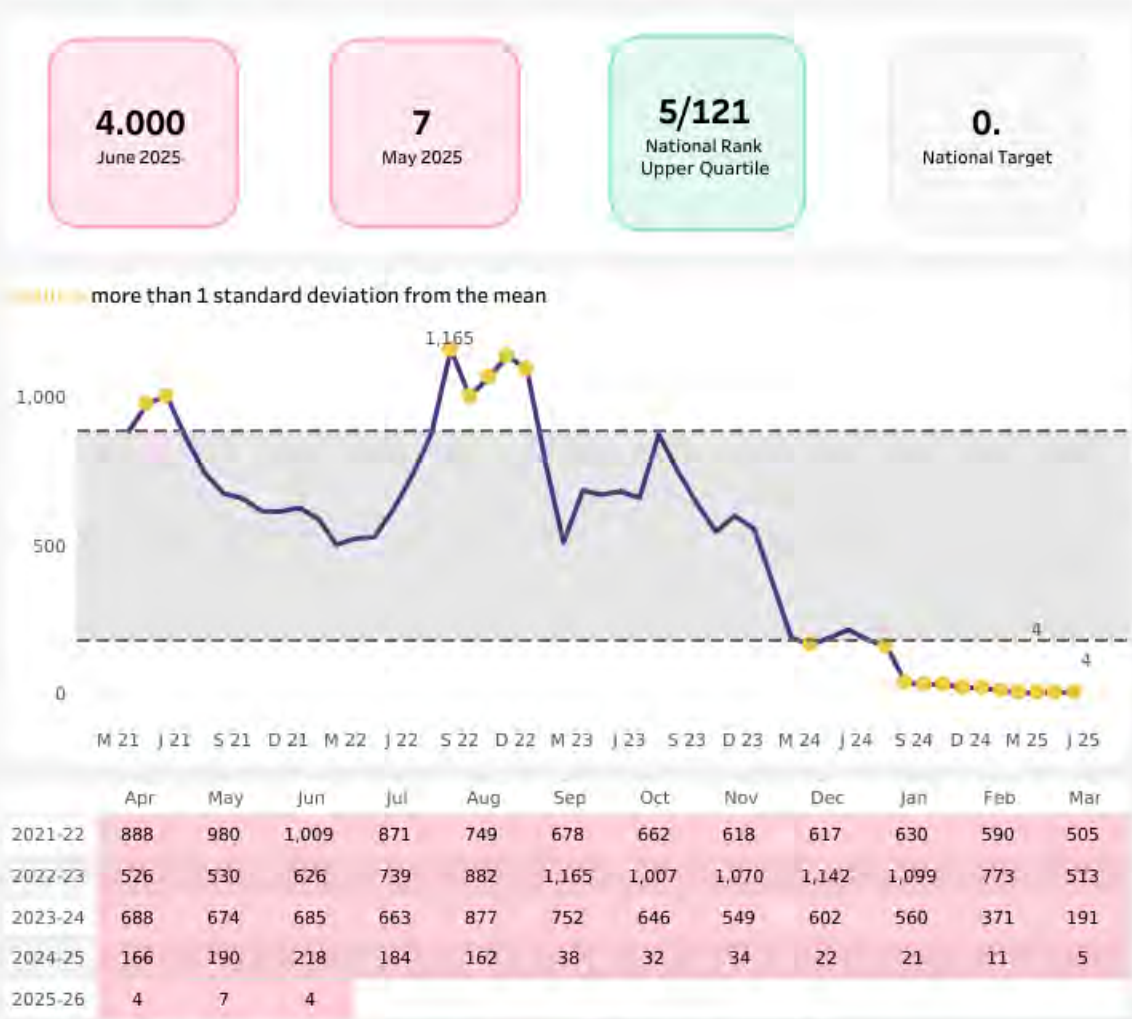 4.000
June 2025
7
May 2025
5/121
National Rank
Upper Quartile
0.
National Target
more than 1 standard deviation from the mean
1,165
1,000
500
0
4
4
M 21 J 21 S 21 D 21 M 22 J 22 S 22 D 22 M 23 J 23 S 23 D 23 M 24 J 24 S 24 D 24 M 25 J 25
Apr May Jun Jul Aug Sep Oct Nov Dec Jan Feb Mar
2021-22 888 980 1,009 871 749 678 662 618 617 630 590 505
2022-23 526 530 626 739 882 1,165 1,007 1,070 1,142 1,099 773 513
2023-24 688 674 685 663 877 752 646 549 602 560 371 191
2024-25 166 190 218 184 162 38 32 34 22 21 11 5
2025-26 4 7 4